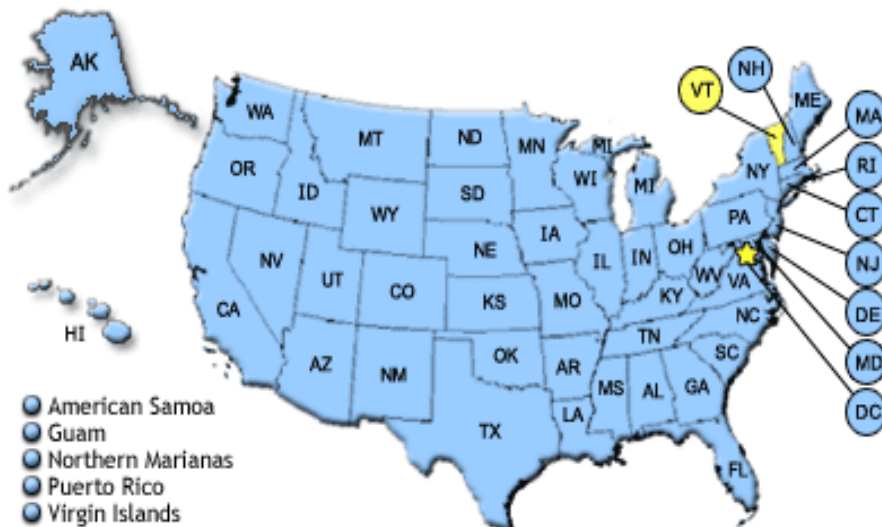 AK
VT
NH
ME
WA
MT
ND
MN
MI
MA
OR
ID
SD
WI
MI
NY
RI
WY
IA
PA
CT
NV
NE
IL
IN
OH
NJ
UT
CO
WV
VA
CA
KS
MO
KY
DE
HI
NC
TN
AZ
NM
OK
AR
SC
MD
MS
AL
GA
DC
TX
LA
FL
American Samoa
Guam
Northern Marianas
Puerto Rico
Virgin Islands